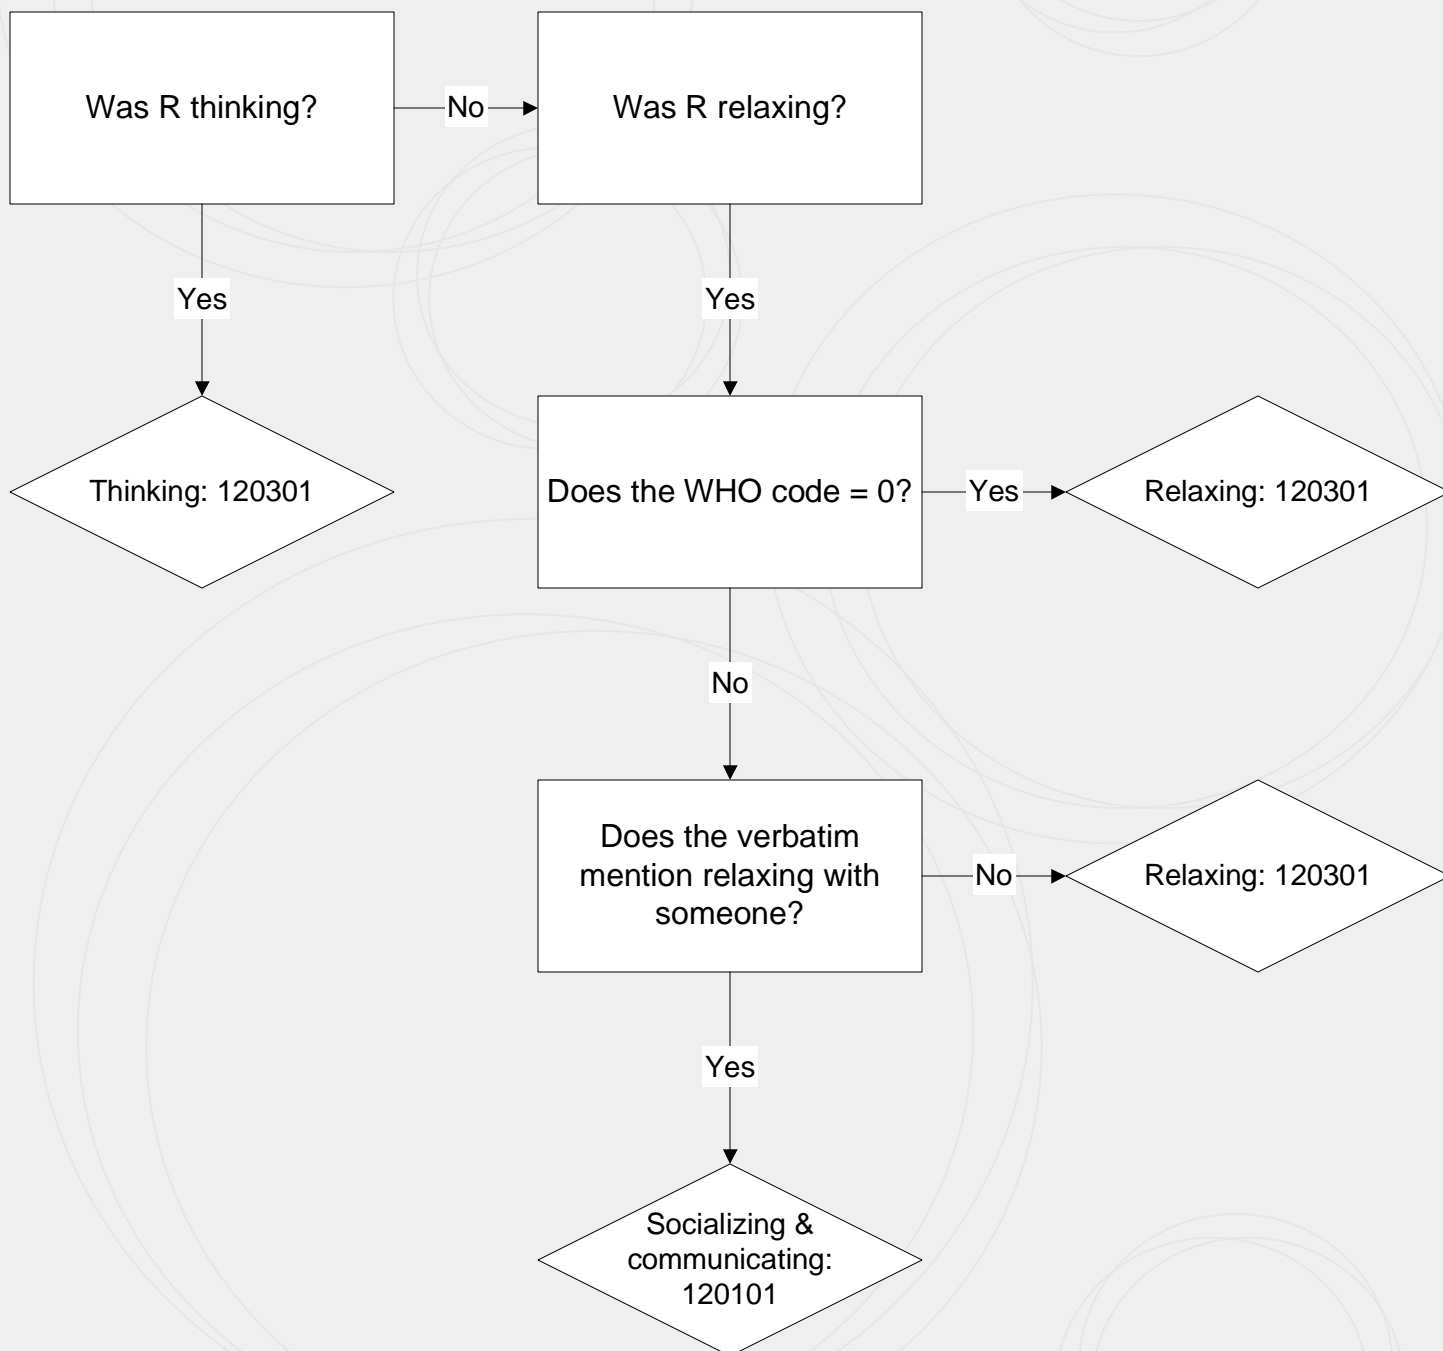 Was R thinking?
No
Was R relaxing?
Yes
Yes
Thinking: 120301
Does the WHO code = 0?
Yes
Relaxing: 120301
No
Does the verbatim
mention relaxing with
someone?
No
Relaxing: 120301
Yes
Socializing &
communicating:
120101